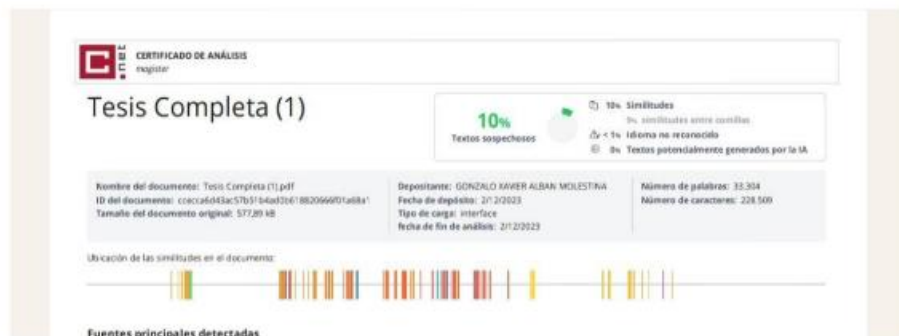 C
.net
CERTIFICADO DE ANÁLISIS
magister
Tesis Completa (1)
10%
Textos sospechosos
10% Similitudes
similitudes entre comillas
< 1% Idioma no reconocido
0% Textos potencialmente generados por la IA
Nombre del documento: Tesis Completa (1).pdf
ID del documento:
Tamaño del documento original: 577,89 kB
Depositante: GONZALO XAVIER ALBAN MOLESTINA
Fecha de depósito: 2/12/2023
Tipo de carga: interface
fecha de fin de análisis: 2/12/2023
Número de palabras: 33.304
Número de caracteres: 228.509
Ubicación de las similitudes en el documento:
Fuentes principales detectadas